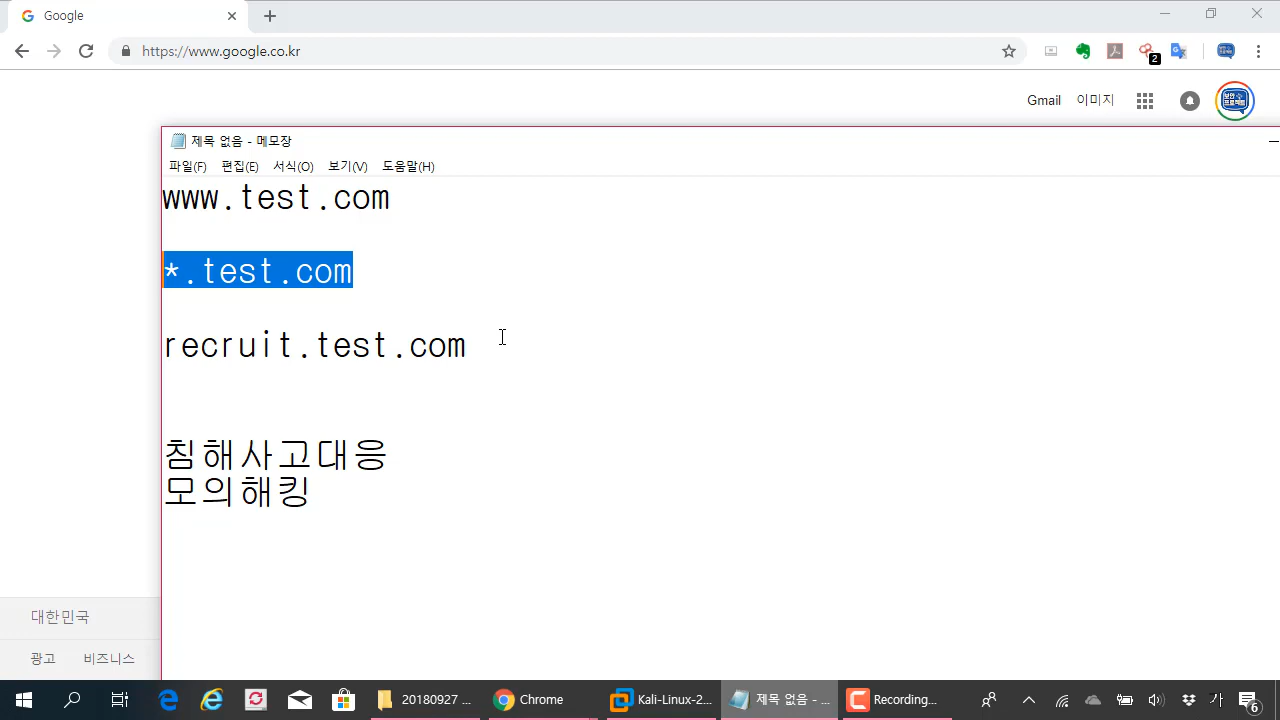 Google
https://www.google.co.kr
2
Gmail 이미지
제목 없음 - 메모장
파일(F) 편집(E) 서식(O) 보기(V) 도움말(H)
www.test.com
*.test.com
recruit.test.com
침해사고대응
모의해킹
대한민국
광고 비즈니스
20180927 Chrome Kali-Linux-2... 제목 없음 - ... Recording... 가 6